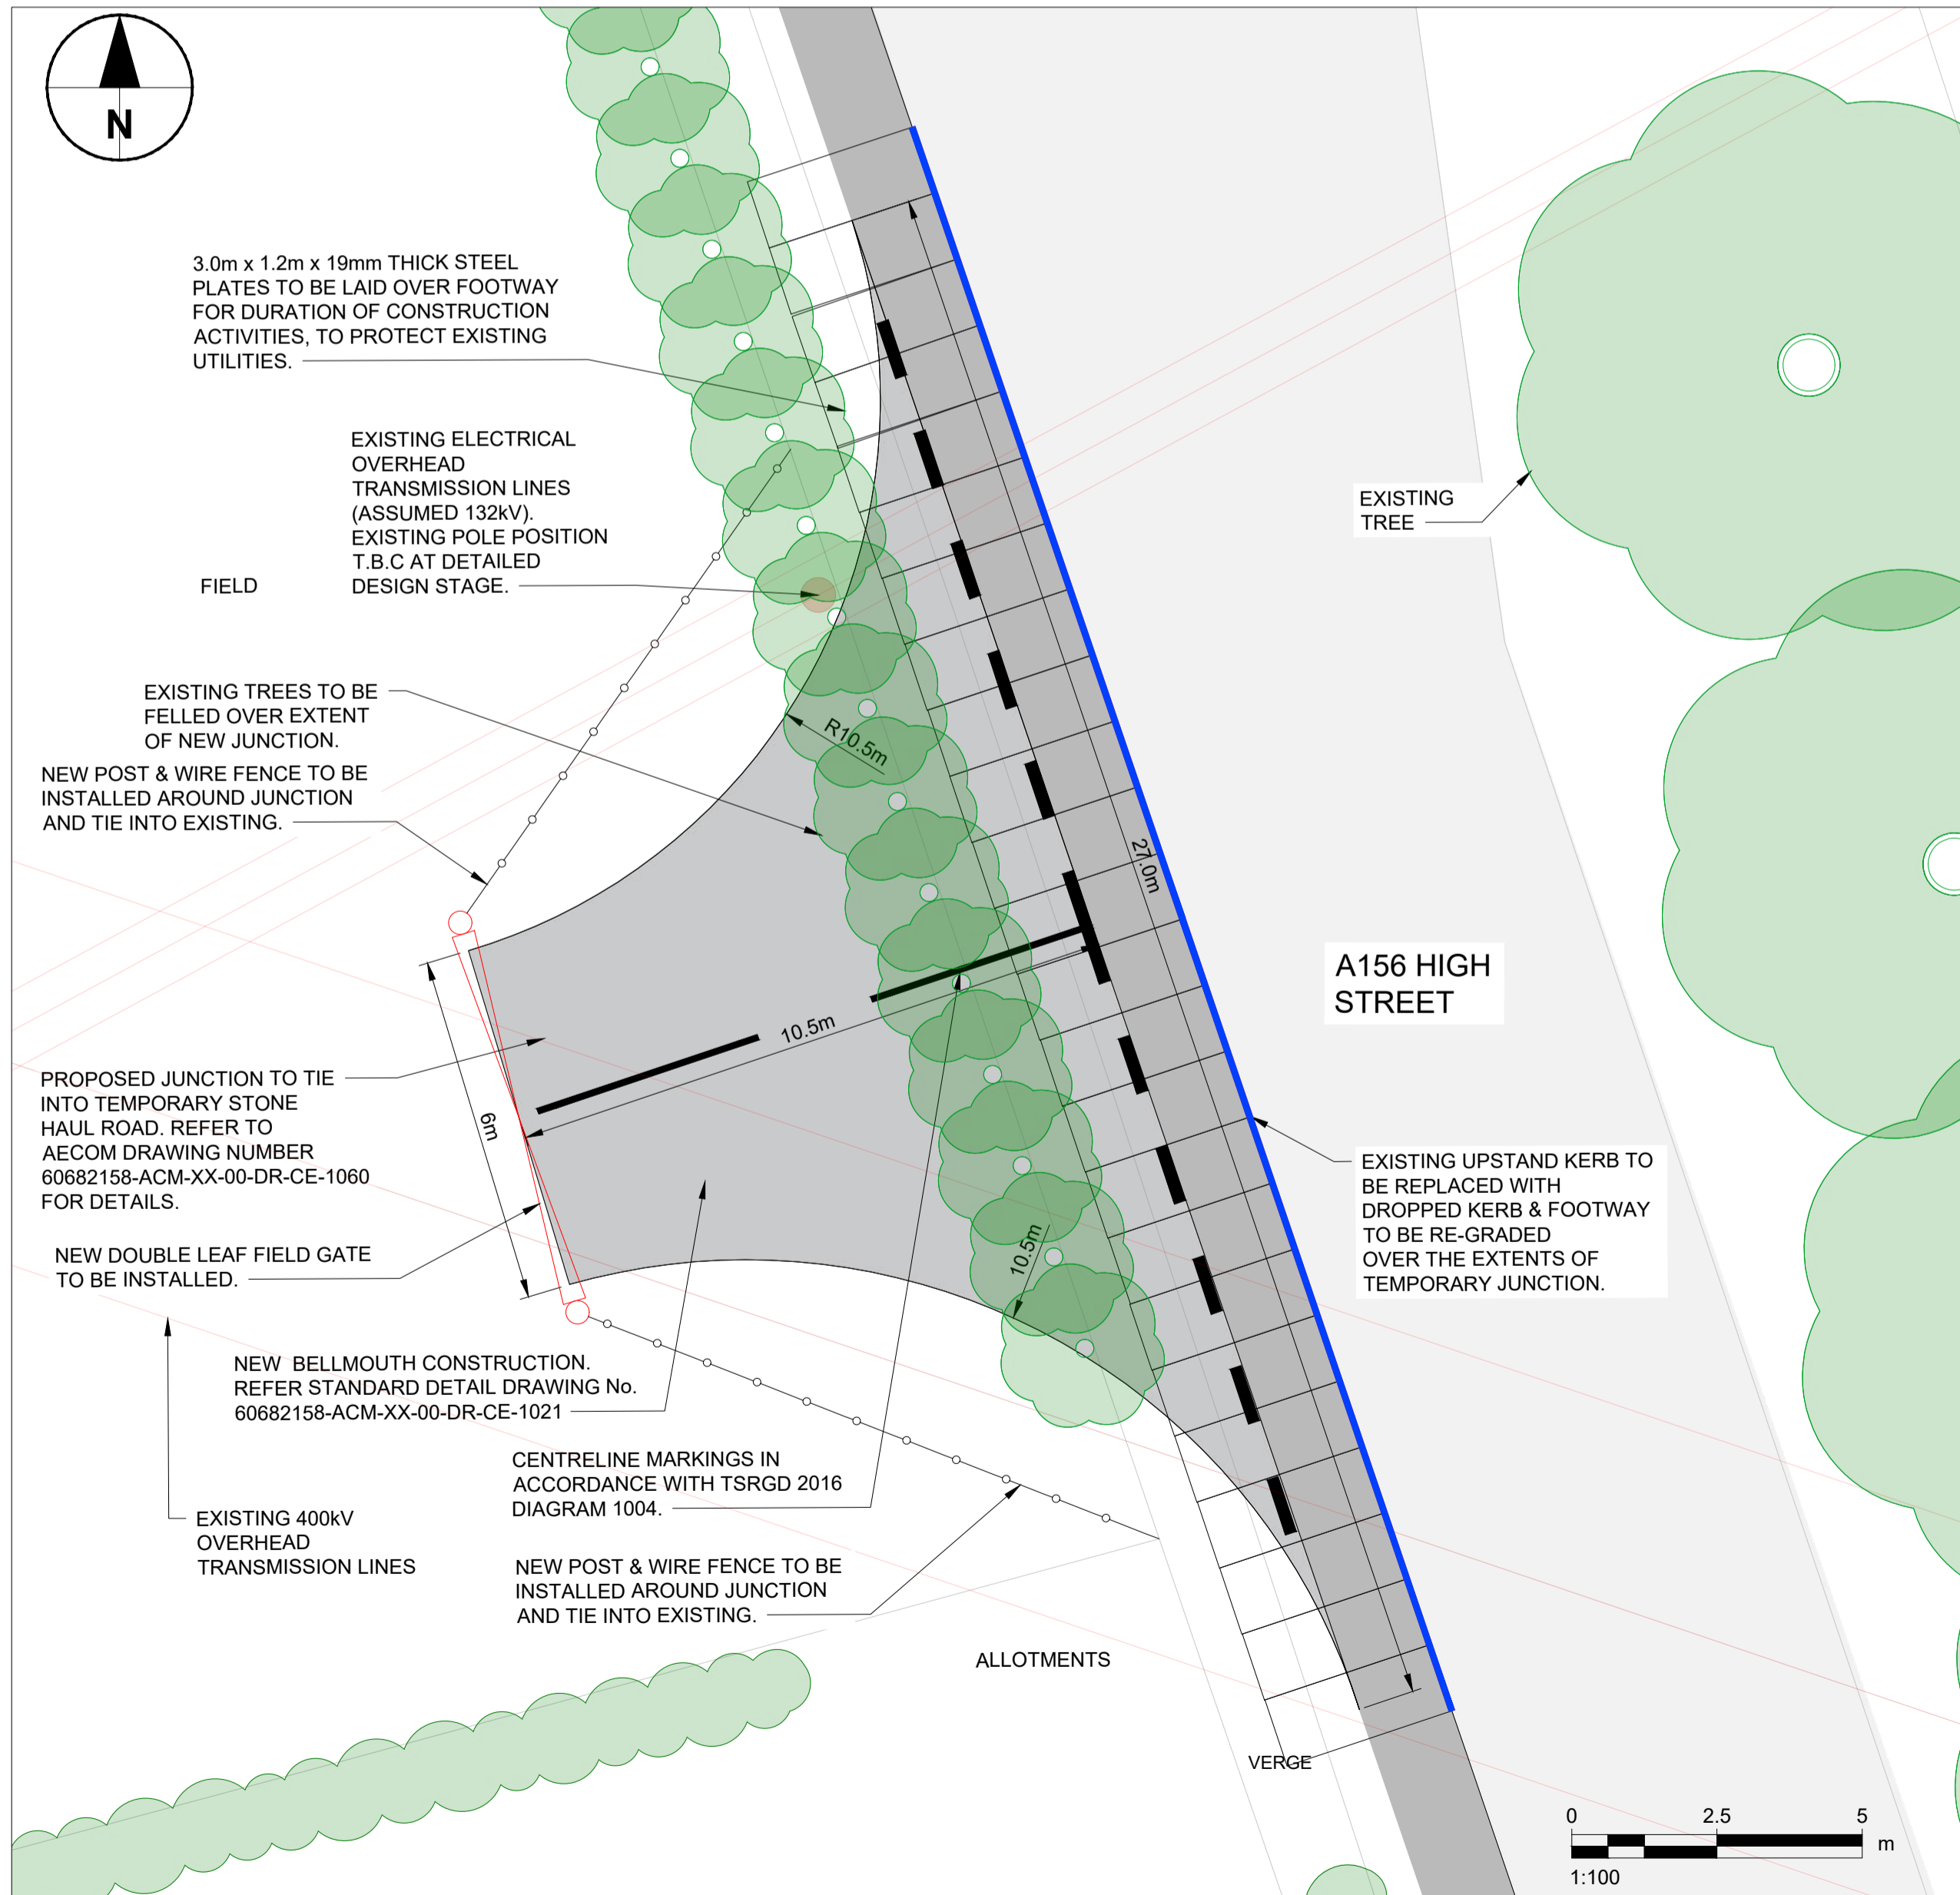 N
3.0m x 1.2m x 19mm THICK STEEL
PLATES TO BE LAID OVER FOOTWAY
FOR DURATION OF CONSTRUCTION
ACTIVITIES, TO PROTECT EXISTING
UTILITIES.
EXISTING ELECTRICAL
OVERHEAD
TRANSMISSION LINES
(ASSUMED 132kV).
EXISTING POLE POSITION
T.B.C AT DETAILED
DESIGN STAGE.
FIELD
EXISTING
TREE
EXISTING TREES TO BE
FELLED OVER EXTENT
OF NEW JUNCTION.
R10.5m
NEW POST & WIRE FENCE TO BE
INSTALLED AROUND JUNCTION
AND TIE INTO EXISTING.
27.0m
A156 HIGH
STREET
10.5m
PROPOSED JUNCTION TO TIE
INTO TEMPORARY STONE
HAUL ROAD. REFER TO
AECOM DRAWING NUMBER
60682158-ACM-XX-00-DR-CE-1060
FOR DETAILS.
6m
EXISTING UPSTAND KERB TO
BE REPLACED WITH
DROPPED KERB & FOOTWAY
TO BE RE-GRADED
OVER THE EXTENTS OF
TEMPORARY JUNCTION.
NEW DOUBLE LEAF FIELD GATE
TO BE INSTALLED.
10.5m
NEW BELLMOUTH CONSTRUCTION.
REFER STANDARD DETAIL DRAWING No.
60682158-ACM-XX-00-DR-CE-1021
CENTRELINE MARKINGS IN
ACCORDANCE WITH TSRGD 2016
DIAGRAM 1004.
EXISTING 400kV
OVERHEAD
TRANSMISSION LINES
NEW POST & WIRE FENCE TO BE
INSTALLED AROUND JUNCTION
AND TIE INTO EXISTING.
ALLOTMENTS
VERGE
0 2.5 5
m
1:100